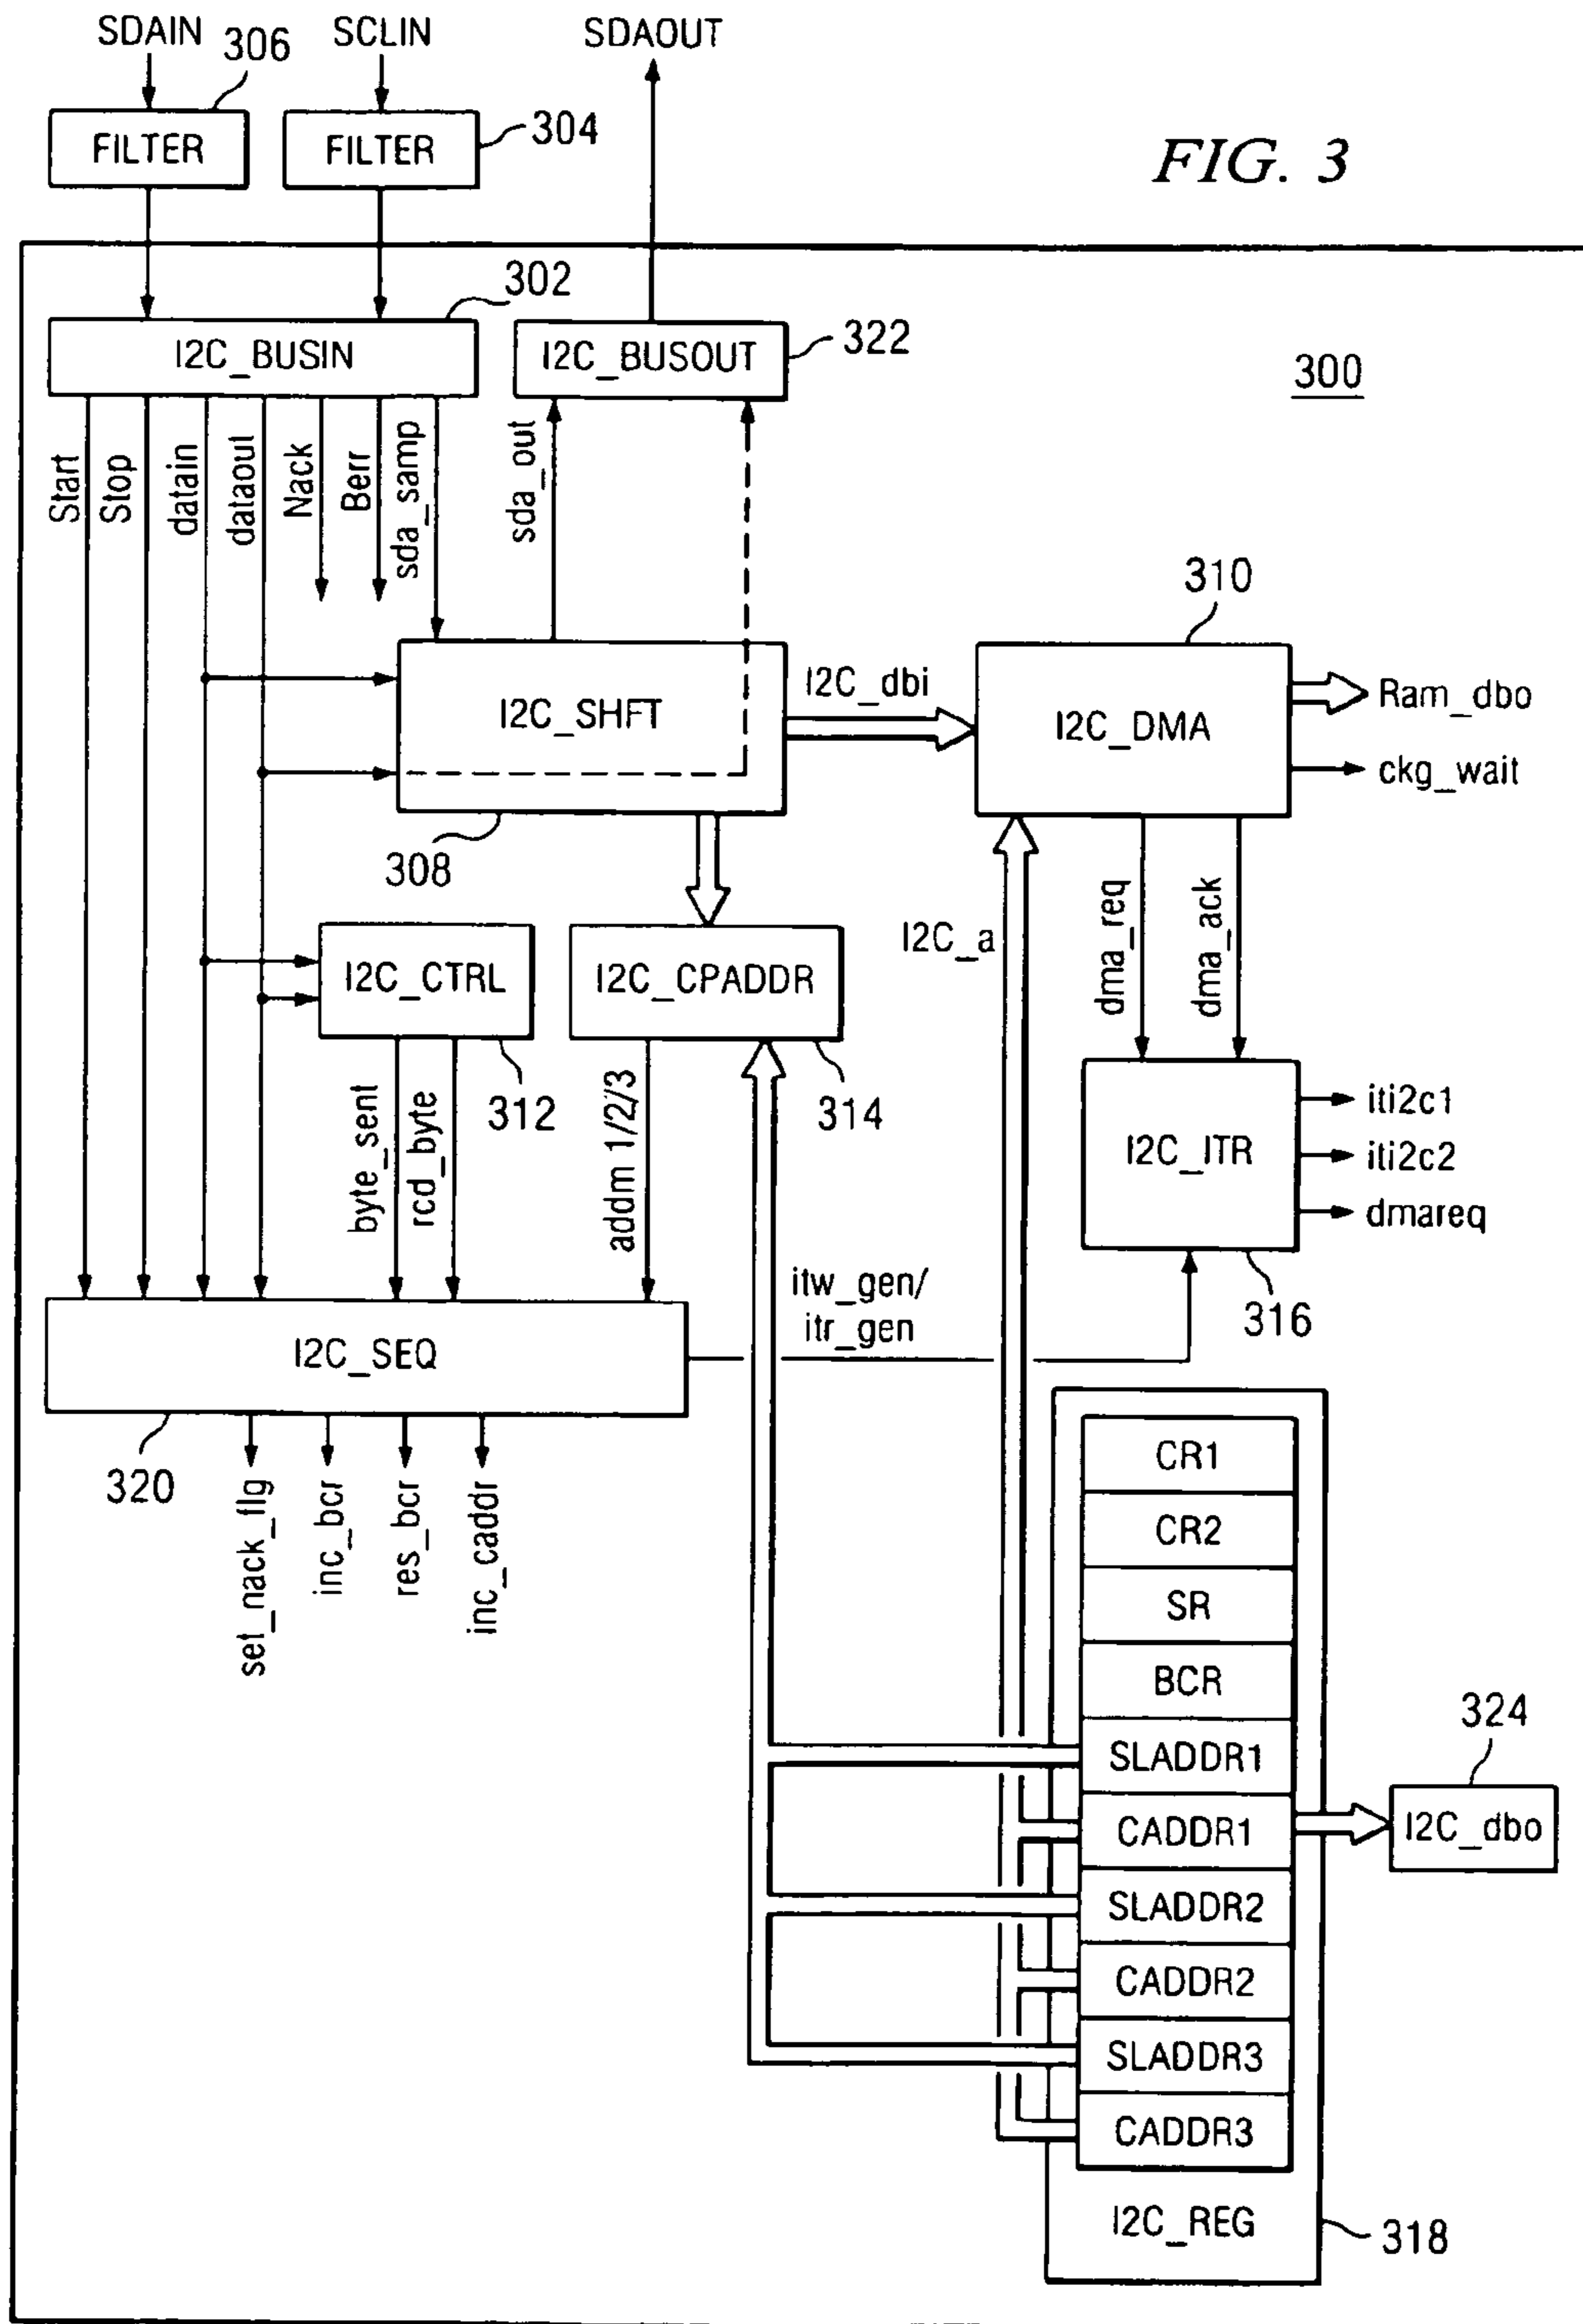 SDAIN
306
SCLIN
SDAOUT
FILTER
FILTER
304
FIG. 3
302
I2C_BUSIN
I2C_BUSOUT
322
300
Start
Stop
datain
dataout
Nack
Berr
sda_samp
sda_out
310
I2C_SHFT
I2C_dbi
I2C_DMA
Ram_dbo
ckg_wait
308
I2C_a
dma_req
dma_ack
I2C_CTRL
I2C_CPADDR
312
314
byte_sent
rcd_byte
addm 1/2/3
I2C_ITR
iti2c1
iti2c2
dmareq
316
itw_gen/
itr_gen
I2C_SEQ
320
set_nack_flg
inc_bcr
res_bcr
inc_caddr
CR1
CR2
SR
BCR
SLADDR1
CADDR1
SLADDR2
CADDR2
SLADDR3
CADDR3
I2C_REG
318
324
I2C_dbo